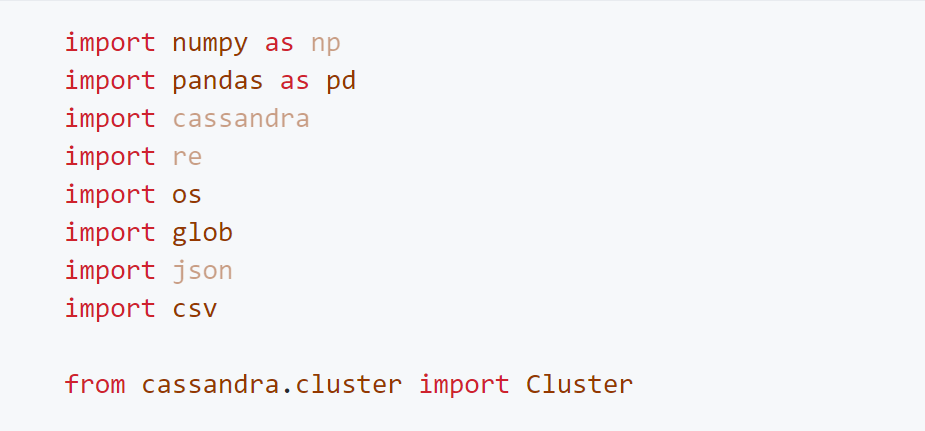 import numpy as np
import pandas as pd
import cassandra
import re
import os
import glob
import json
import csv
from cassandra.cluster import Cluster